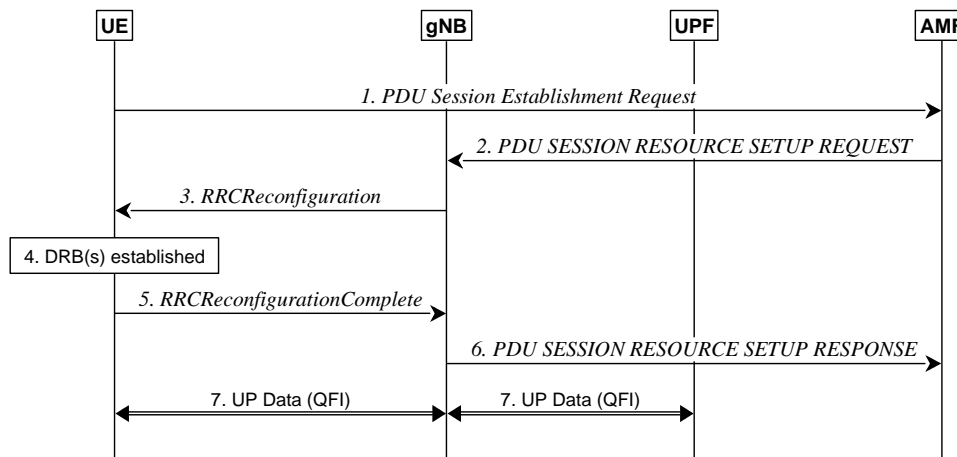 UE
gNB
UPF
AMF
1. PDU Session Establishment Request
2. PDU SESSION RESOURCE SETUP REQUEST
3. RRCReconfiguration
4. DRB(s) established
5. RRCReconfigurationComplete
6. PDU SESSION RESOURCE SETUP RESPONSE
7. UP Data (QFI)
7. UP Data (QFI)